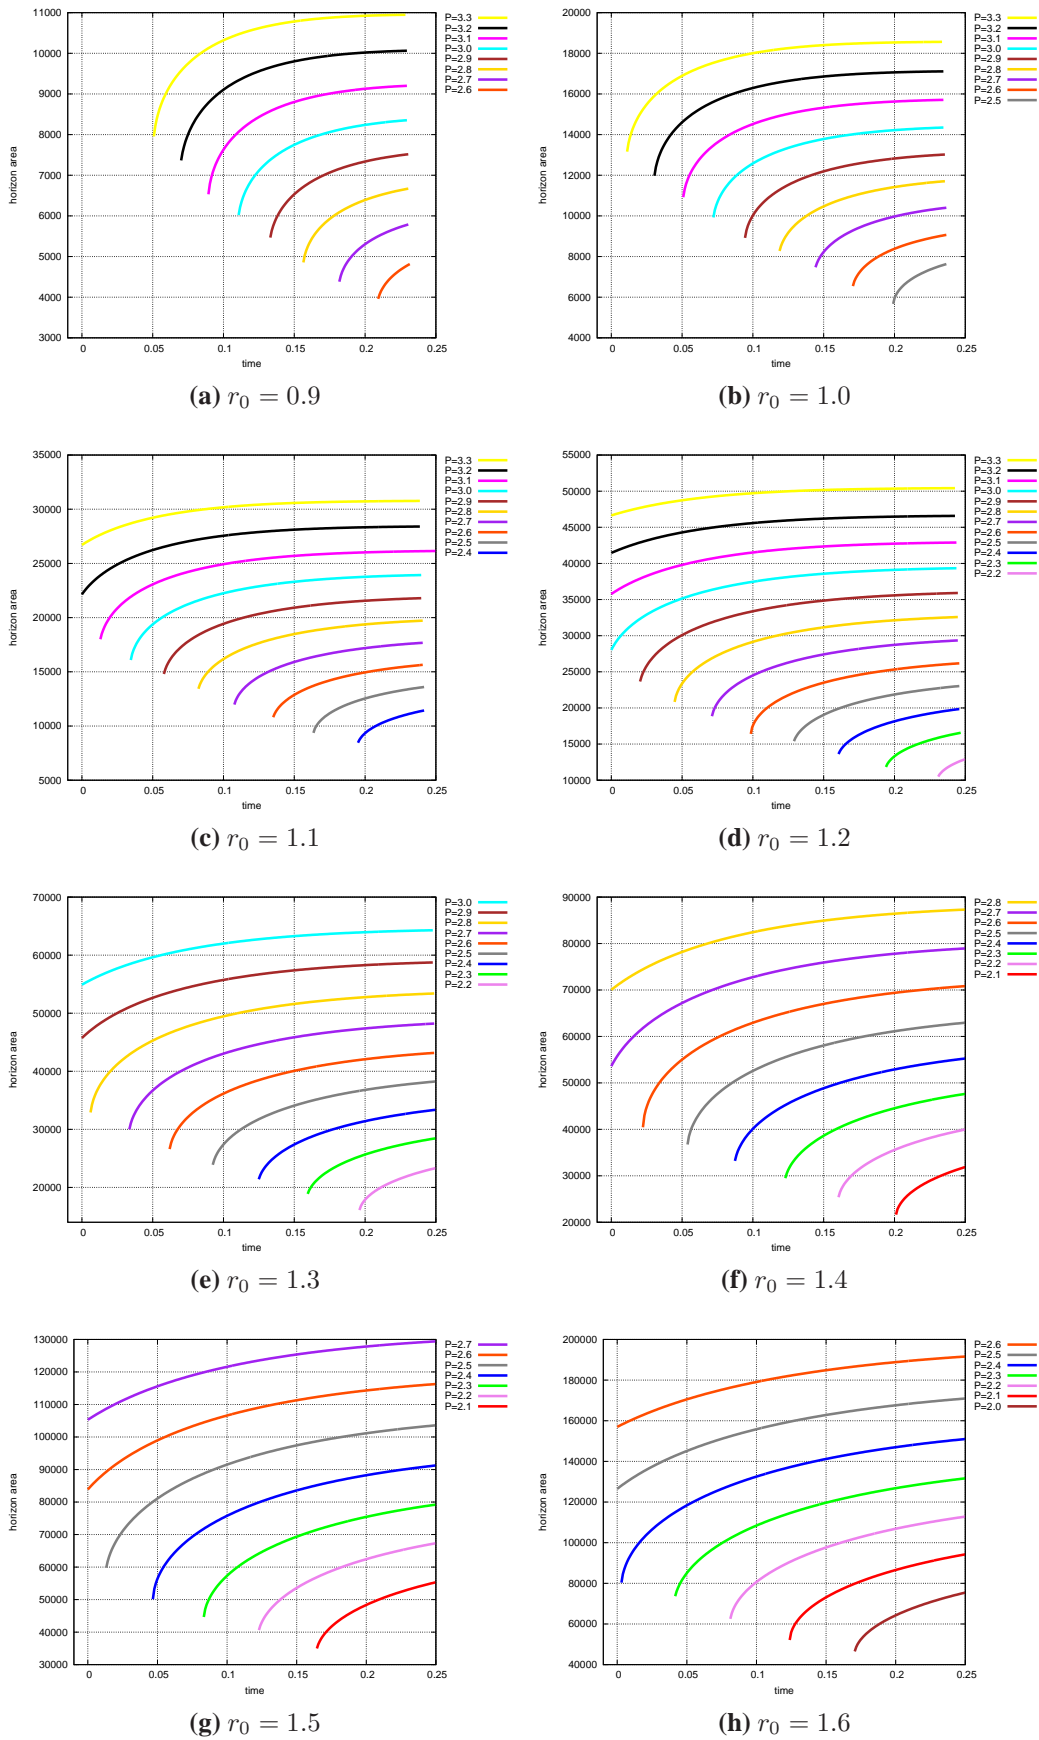 11000
10000
9000
8000
7000
6000
5000
4000
3000
horizon area
0 0.05 0.1 0.15 0.2 0.25
time
P=3.3
P=3.2
P=3.1
P=3.0
P=2.9
P=2.8
P=2.7
P=2.6
(a) r₀ = 0.9
20000
18000
16000
14000
12000
10000
8000
6000
4000
horizon area
0 0.05 0.1 0.15 0.2 0.25
time
P=3.3
P=3.2
P=3.1
P=3.0
P=2.9
P=2.8
P=2.7
P=2.6
P=2.5
(b) r₀ = 1.0
35000
30000
25000
20000
15000
10000
5000
horizon area
0 0.05 0.1 0.15 0.2 0.25
time
P=3.3
P=3.2
P=3.1
P=3.0
P=2.9
P=2.8
P=2.7
P=2.6
P=2.5
P=2.4
(c) r₀ = 1.1
55000
50000
45000
40000
35000
30000
25000
20000
15000
10000
horizon area
0 0.05 0.1 0.15 0.2 0.25
time
P=3.3
P=3.2
P=3.1
P=3.0
P=2.9
P=2.8
P=2.7
P=2.6
P=2.5
P=2.4
P=2.3
P=2.2
(d) r₀ = 1.2
70000
60000
50000
40000
30000
20000
horizon area
0 0.05 0.1 0.15 0.2 0.25
time
P=3.0
P=2.9
P=2.8
P=2.7
P=2.6
P=2.5
P=2.4
P=2.3
P=2.2
(e) r₀ = 1.3
90000
80000
70000
60000
50000
40000
30000
20000
horizon area
0 0.05 0.1 0.15 0.2 0.25
time
P=2.8
P=2.7
P=2.6
P=2.5
P=2.4
P=2.3
P=2.2
P=2.1
(f) r₀ = 1.4
130000
120000
110000
100000
90000
80000
70000
60000
50000
40000
30000
horizon area
0 0.05 0.1 0.15 0.2 0.25
time
P=2.7
P=2.6
P=2.5
P=2.4
P=2.3
P=2.2
P=2.1
(g) r₀ = 1.5
200000
180000
160000
140000
120000
100000
80000
60000
40000
horizon area
0 0.05 0.1 0.15 0.2 0.25
time
P=2.6
P=2.5
P=2.4
P=2.3
P=2.2
P=2.1
P=2.0
(h) r₀ = 1.6